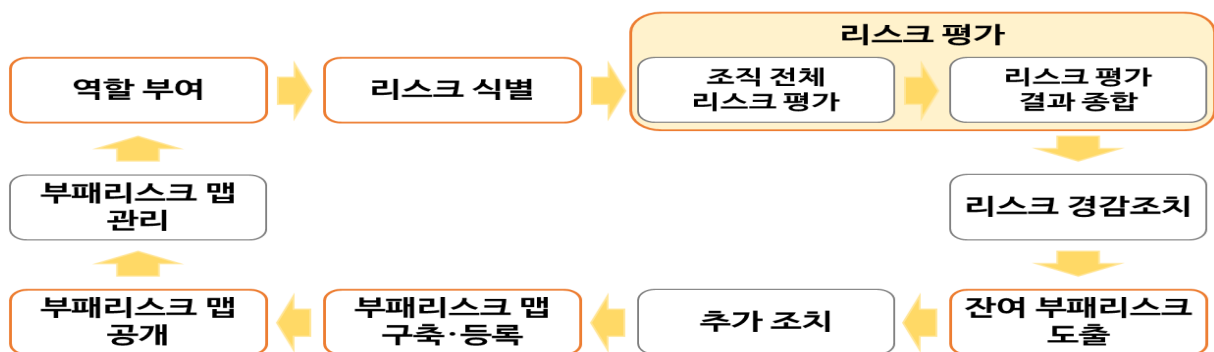 리스크 평가
역할 부여
리스크 식별
조직 전체
리스크 평가
리스크 평가
결과 종합
리스크 경감조치
잔여 부패리스크
도출
추가 조치
부패리스크 맵
구축·등록
부패리스크 맵
공개
부패리스크 맵
관리